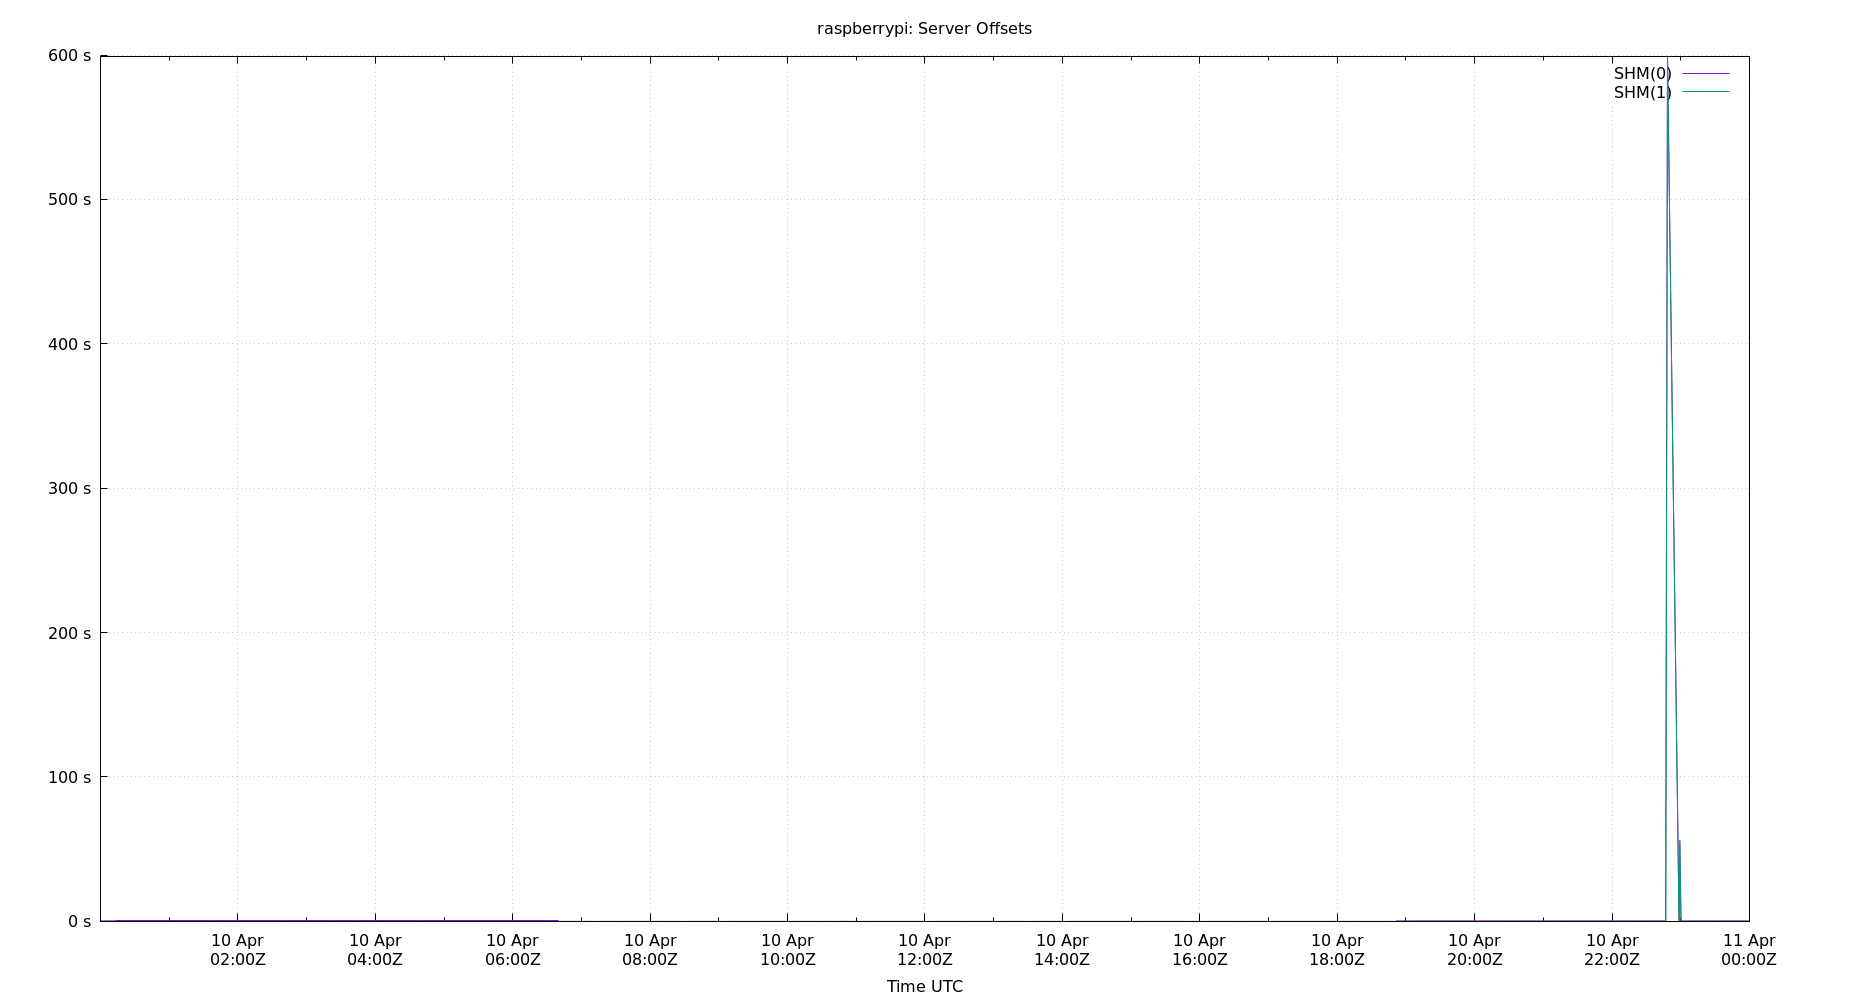 raspberrypi: Server Offsets
600 s
SHM(0)
SHM(1)
500 s
400 s
300 s
200 s
100 s
0 s
10 Apr 10 Apr 10 Apr 10 Apr 10 Apr 10 Apr 10 Apr 10 Apr 10 Apr 10 Apr 10 Apr 11 Apr
02:00Z 04:00Z 06:00Z 08:00Z 10:00Z 12:00Z 14:00Z 16:00Z 18:00Z 20:00Z 22:00Z 00:00Z
Time UTC